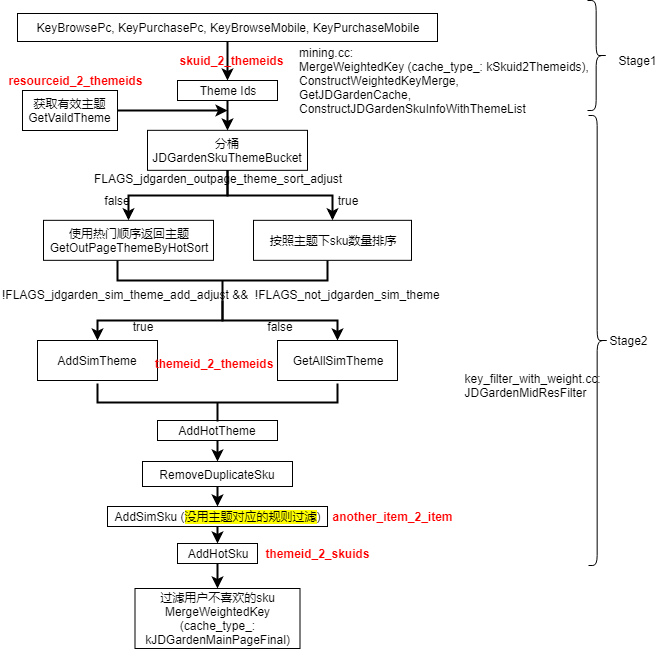 KeyBrowsePc, KeyPurchasePc, KeyBrowseMobile, KeyPurchaseMobile
Stage1
mining.cc:
MergeWeightedKey (cache_type_: kSkuid2Themeids),
ConstructWeightedKeyMerge,
GetJDGardenCache,
ConstructJDGardenSkuInfoWithThemeList
skuid_2_themeids
resourceid_2_themeids
Theme Ids
获取有效主题
GetVaildTheme
分桶
JDGardenSkuThemeBucket
FLAGS_jdgarden_outpage_theme_sort_adjust
false
true
使用热门顺序返回主题
GetOutPageThemeByHotSort
按照主题下sku数量排序
!FLAGS_jdgarden_sim_theme_add_adjust && !FLAGS_not_jdgarden_sim_theme
true
false
Stage2
AddSimTheme
themeid_2_themeids
GetAllSimTheme
key_filter_with_weight.cc:
JDGardenMidResFilter
AddHotTheme
RemoveDuplicateSku
AddSimSku (没用主题对应的规则过滤)
another_item_2_item
AddHotSku
themeid_2_skuids
过滤用户不喜欢的sku
MergeWeightedKey
(cache_type_:
kJDGardenMainPageFinal)